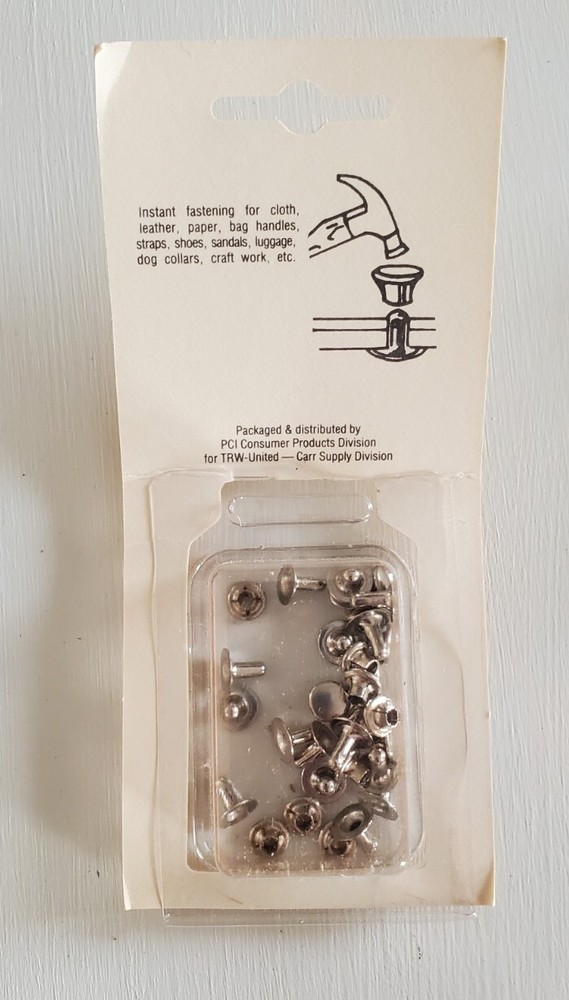 Instant fastening for cloth,
leather, paper, bag handles,
straps, shoes, sandals, luggage,
dog collars, craft work, etc.
Packaged & distributed by
PCI Consumer Products Division
for TRW-United — Carr Supply Division